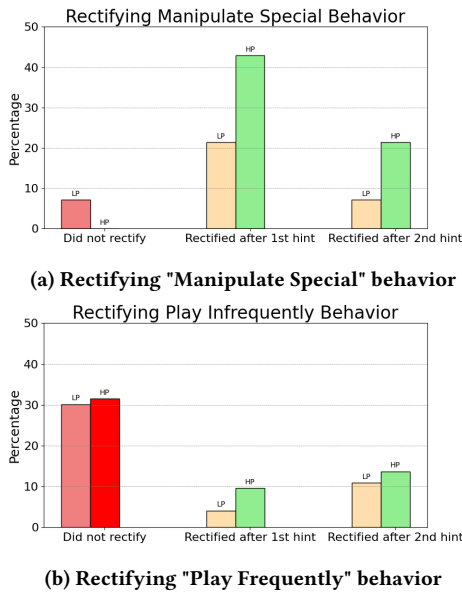 Rectifying Manipulate Special Behavior
50
40
30
20
10
0
Percentage
LP
HP
LP
HP
LP
HP
Did not rectify
Rectified after 1st hint
Rectified after 2nd hint
(a) Rectifying "Manipulate Special" behavior
Rectifying Play Infrequently Behavior
50
40
30
20
10
0
Percentage
LP
HP
LP
HP
LP
HP
Did not rectify
Rectified after 1st hint
Rectified after 2nd hint
(b) Rectifying "Play Frequently" behavior